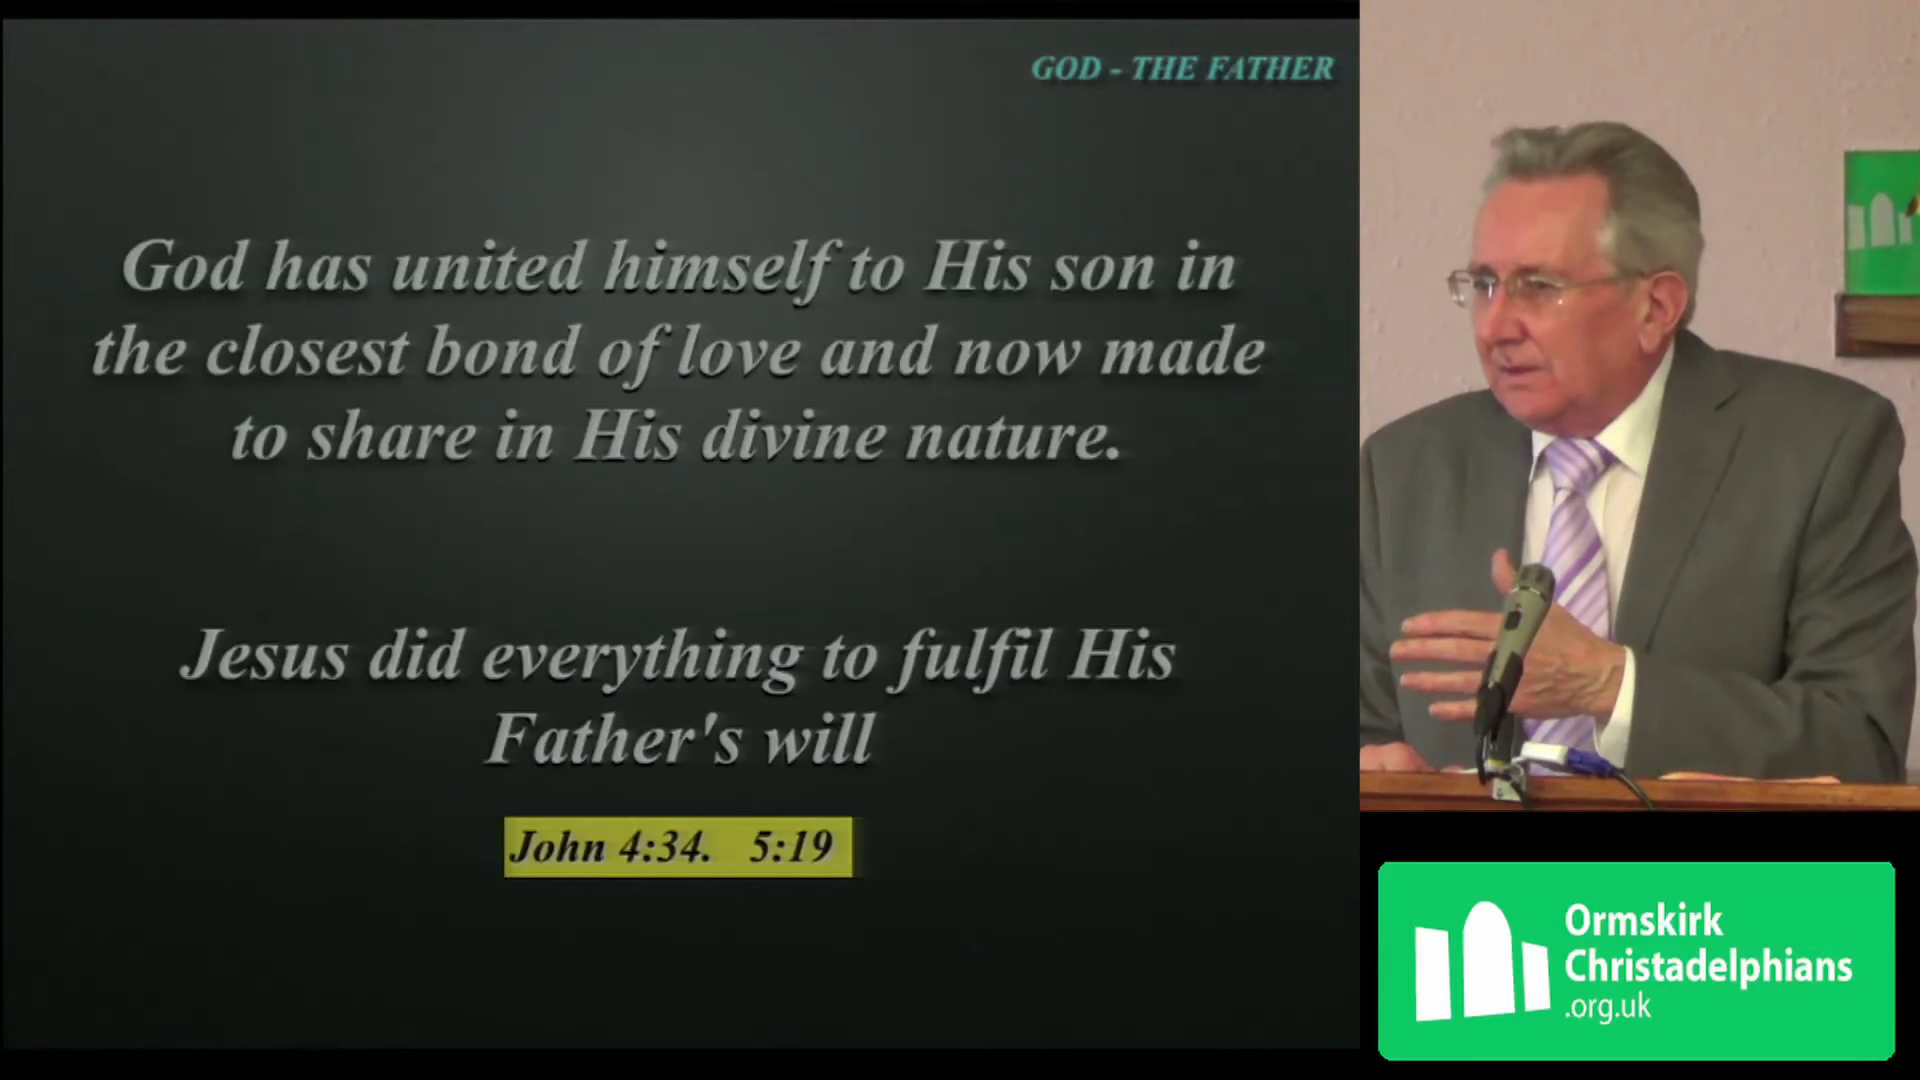 GOD - THE FATHER
God has united himself to His son in
the closest bond of love and now made
to share in His divine nature.
Jesus did everything to fulfil His
Father's will
John 4:34. 5:19
Ormskirk
Christadelphians
.org.uk